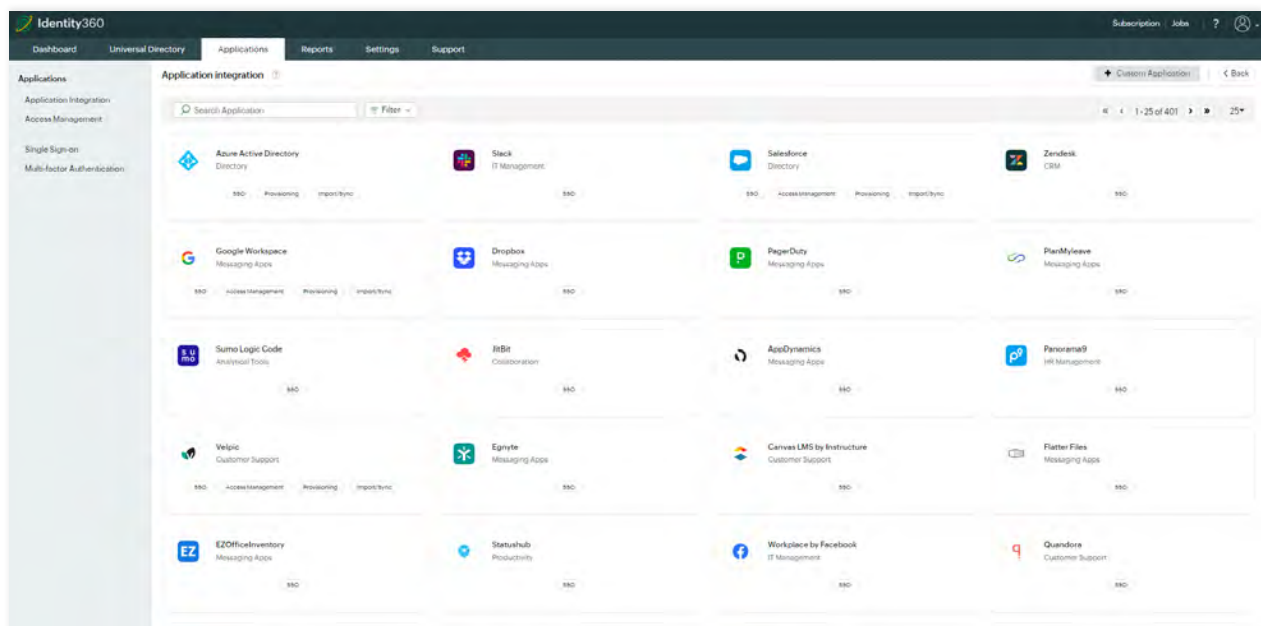 Identity360
Subscription Jobs ?
Dashboard Universal Directory Applications Reports Settings Support
Applications
Application Integration
Access Management
Single Sign-on
Multi-factor Authentication
Application integration ?
+ Custom Application < Back
Search Application Filter
« ‹ 1-25 of 401 › » 25
Azure Active Directory
Directory
SSO Provisioning Import/Sync
Slack
IT Management
SSO
Salesforce
Directory
SSO Access Management Provisioning Import/Sync
Zendesk
CRM
SSO
Google Workspace
Messaging Apps
SSO Access Management Provisioning Import/Sync
Dropbox
Messaging Apps
SSO
P
PagerDuty
Messaging Apps
SSO
PlanMyleave
Messaging Apps
SSO
su
mo
Sumo Logic Code
Analytical Tools
SSO
JitBit
Collaboration
SSO
AppDynamics
Messaging Apps
SSO
p9
Panorama9
HR Management
SSO
Velpic
Customer Support
SSO Access Management Provisioning Import/Sync
Egnyte
Messaging Apps
SSO
Canvas LMS by Instructure
Customer Support
SSO
Flatter Files
Messaging Apps
SSO
EZ
EZOfficeInventory
Messaging Apps
SSO
Statushub
Productivity
SSO
Workplace by Facebook
IT Management
SSO
Quandora
Customer Support
SSO